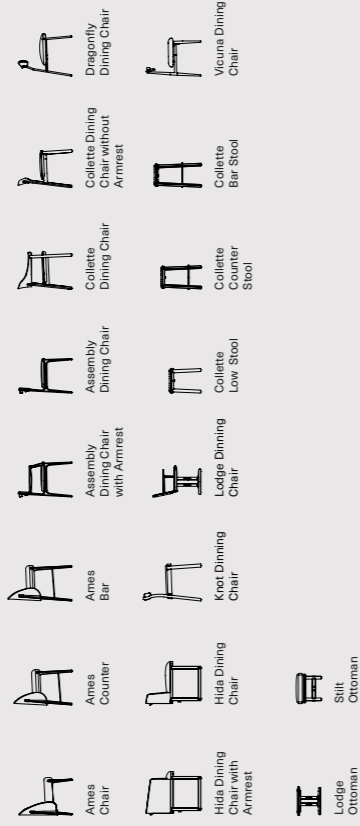 Ames
Chair
Ames
Counter
Ames
Bar
Assembly
Dining Chair
with Armrest
Assembly
Dining Chair
Collette
Dining Chair
Collette Dining
Chair without
Armrest
Dragonfly
Dining Chair
Hida Dining
Chair with
Armrest
Hida Dining
Chair
Knot Dinning
Chair
Lodge Dinning
Chair
Collette
Low Stool
Collette
Counter
Stool
Collette
Bar Stool
Vicuna Dining
Chair
Lodge
Ottoman
Stilt
Ottoman